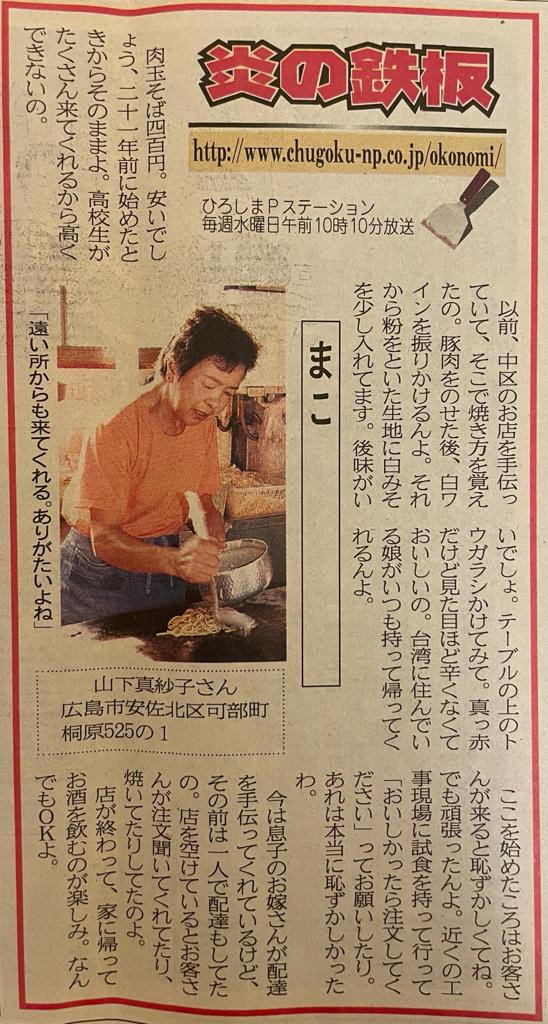 炎の鉄板
http://www.chugoku-np.co.jp/okonomi/
ひろしまPステーション
毎週水曜日午前10時10分放送
まこ
肉玉そば四百円。安いでし
ょう、二十一年前に始めたと
きからそのままよ。高校生が
たくさん来てくれるから高く
できないの。
以前、中区のお店を手伝っ
ていて、そこで焼き方を覚え
たの。豚肉をのせた後、白ワ
インを振りかけるんよ。それ
から粉をといた生地に白みそ
を少し入れてます。後味がい
いでしょ。テーブルの上のト
ウガラシかけてみて。真っ赤
だけど見た目ほど辛くなくて
おいしいの。台湾に住んでい
る娘がいつも持って帰ってく
れるんよ。
「遠い所からも来てくれる。ありがたいよね」
山下真紗子さん
広島市安佐北区可部町
桐原525の1
ここを始めたころはお客さ
んが来ると恥ずかしくてね。
でも頑張ったんよ。近くの工
事現場に試食を持って行って
「おいしかったら注文してく
ださい」ってお願いしたり。
あれは本当に恥ずかしかった
わ。
今は息子のお嫁さんが配達
を手伝ってくれているけど、
その前は一人で配達もしてた
の。店を空けているとお客さ
んが注文聞いてくれてたり、
焼いてたりしてたのよ。
店が終わって、家に帰って
お酒を飲むのが楽しみ。なん
でもOKよ。